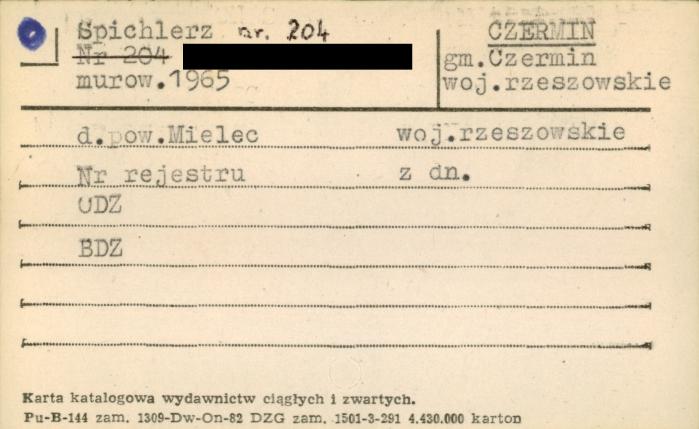 Spichlerz nr. 204
Nr 204
murow.1965
CZERMIN
gm.Czermin
woj.rzeszowskie
d.pow.Mielec woj.rzeszowskie
Nr rejestru z dn.
ODZ
BDZ
Karta katalogowa wydawnictw ciągłych i zwartych.
Pu-B-144 zam. 1309-Dw-On-82 DZG zam. 1501-3-291 4.430.000 karton